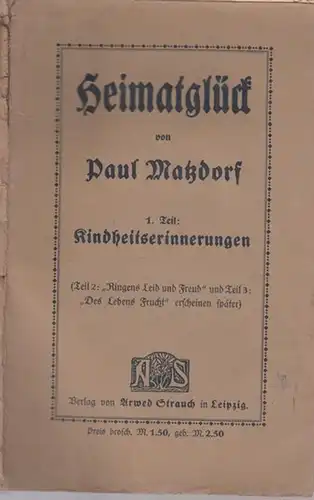 Heimatglück
von
Paul Matzdorf
1. Teil:
Kindheitserinnerungen
(Teil 2: „Ringens Leid und Freud“ und Teil 3:
„Des Lebens Frucht“ erscheinen später)
A S
Verlag von Arwed Strauch in Leipzig.
Preis brosch. M. 1.50, geb. M. 2.50